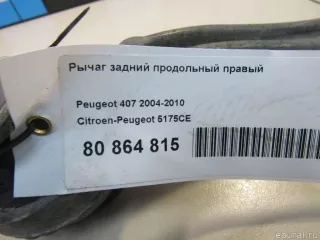 Рычаг задний продольный правый
Peugeot 407 2004-2010
Citroen-Peugeot 5175CE
80 864 815